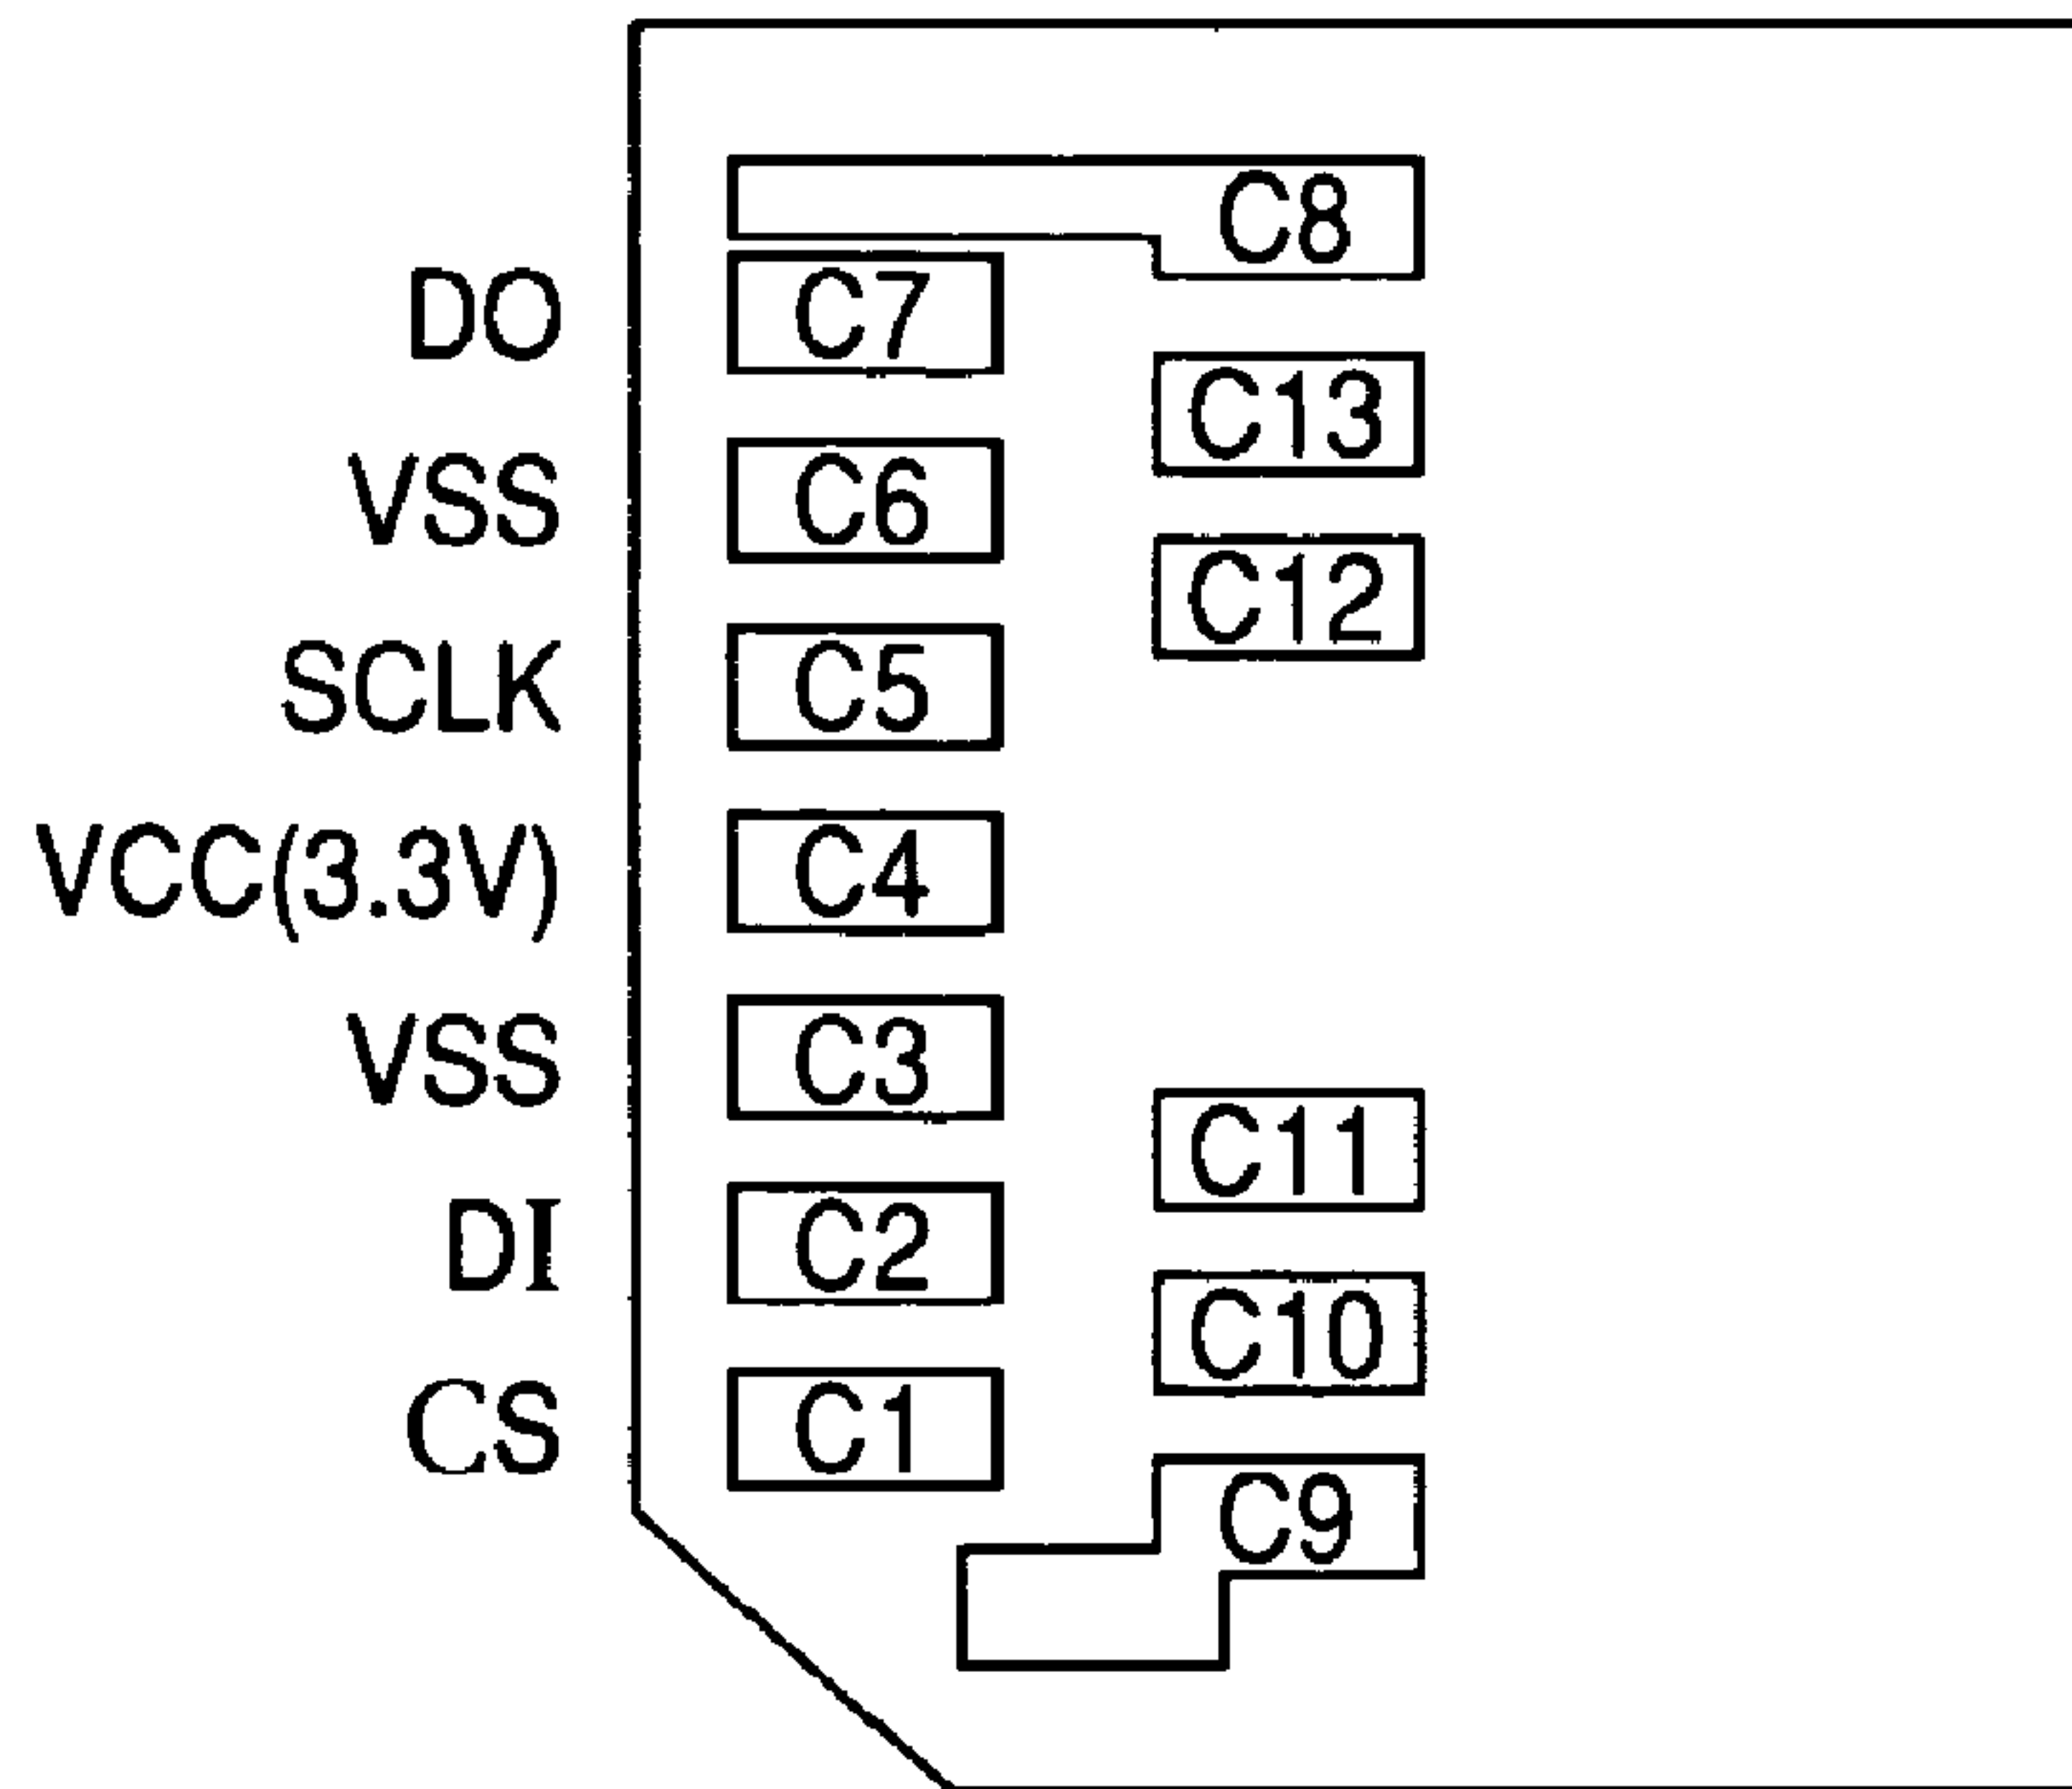 C8
DO C7
C13
VSS C6
C12
SCLK C5
VCC(3.3V) C4
VSS C3
C11
DI C2
C10
CS C1
C9